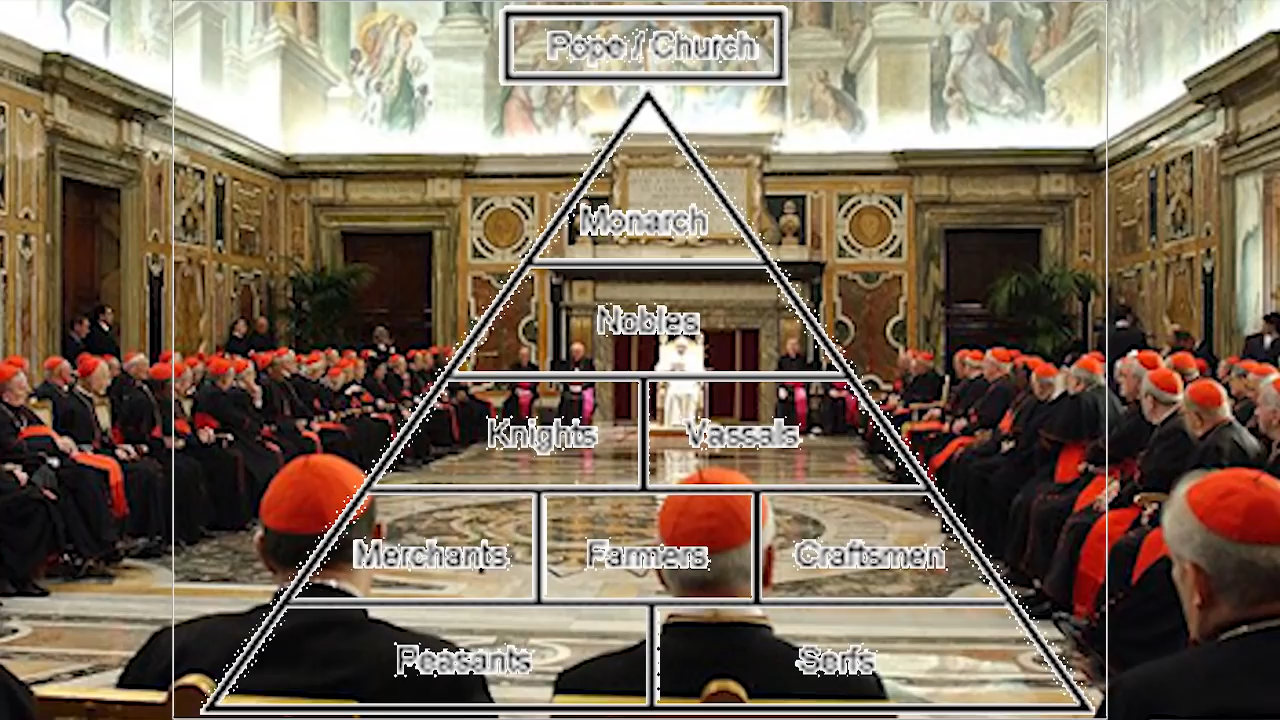 Pope / Church
Monarch
Nobles
Knights Vassals
Merchants Farmers Craftsmen
Peasants Serfs